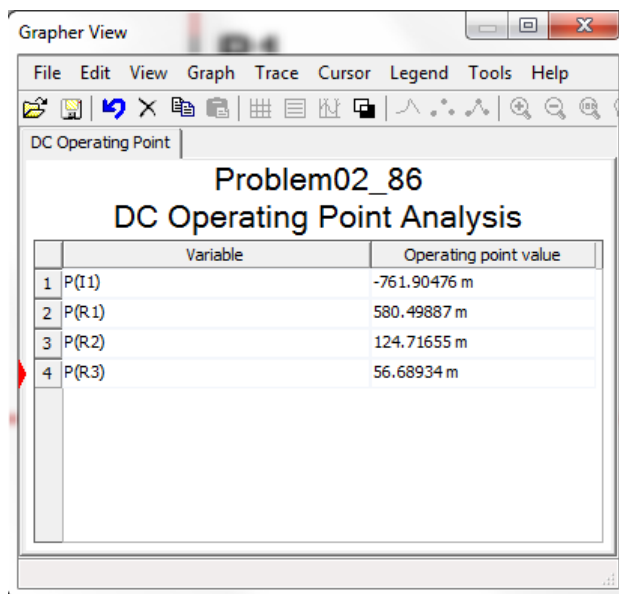 Grapher View
File Edit View Graph Trace Cursor Legend Tools Help
DC Operating Point
Problem02_86
DC Operating Point Analysis
Variable Operating point value
1 P(I1) -761.90476 m
2 P(R1) 580.49887 m
3 P(R2) 124.71655 m
4 P(R3) 56.68934 m